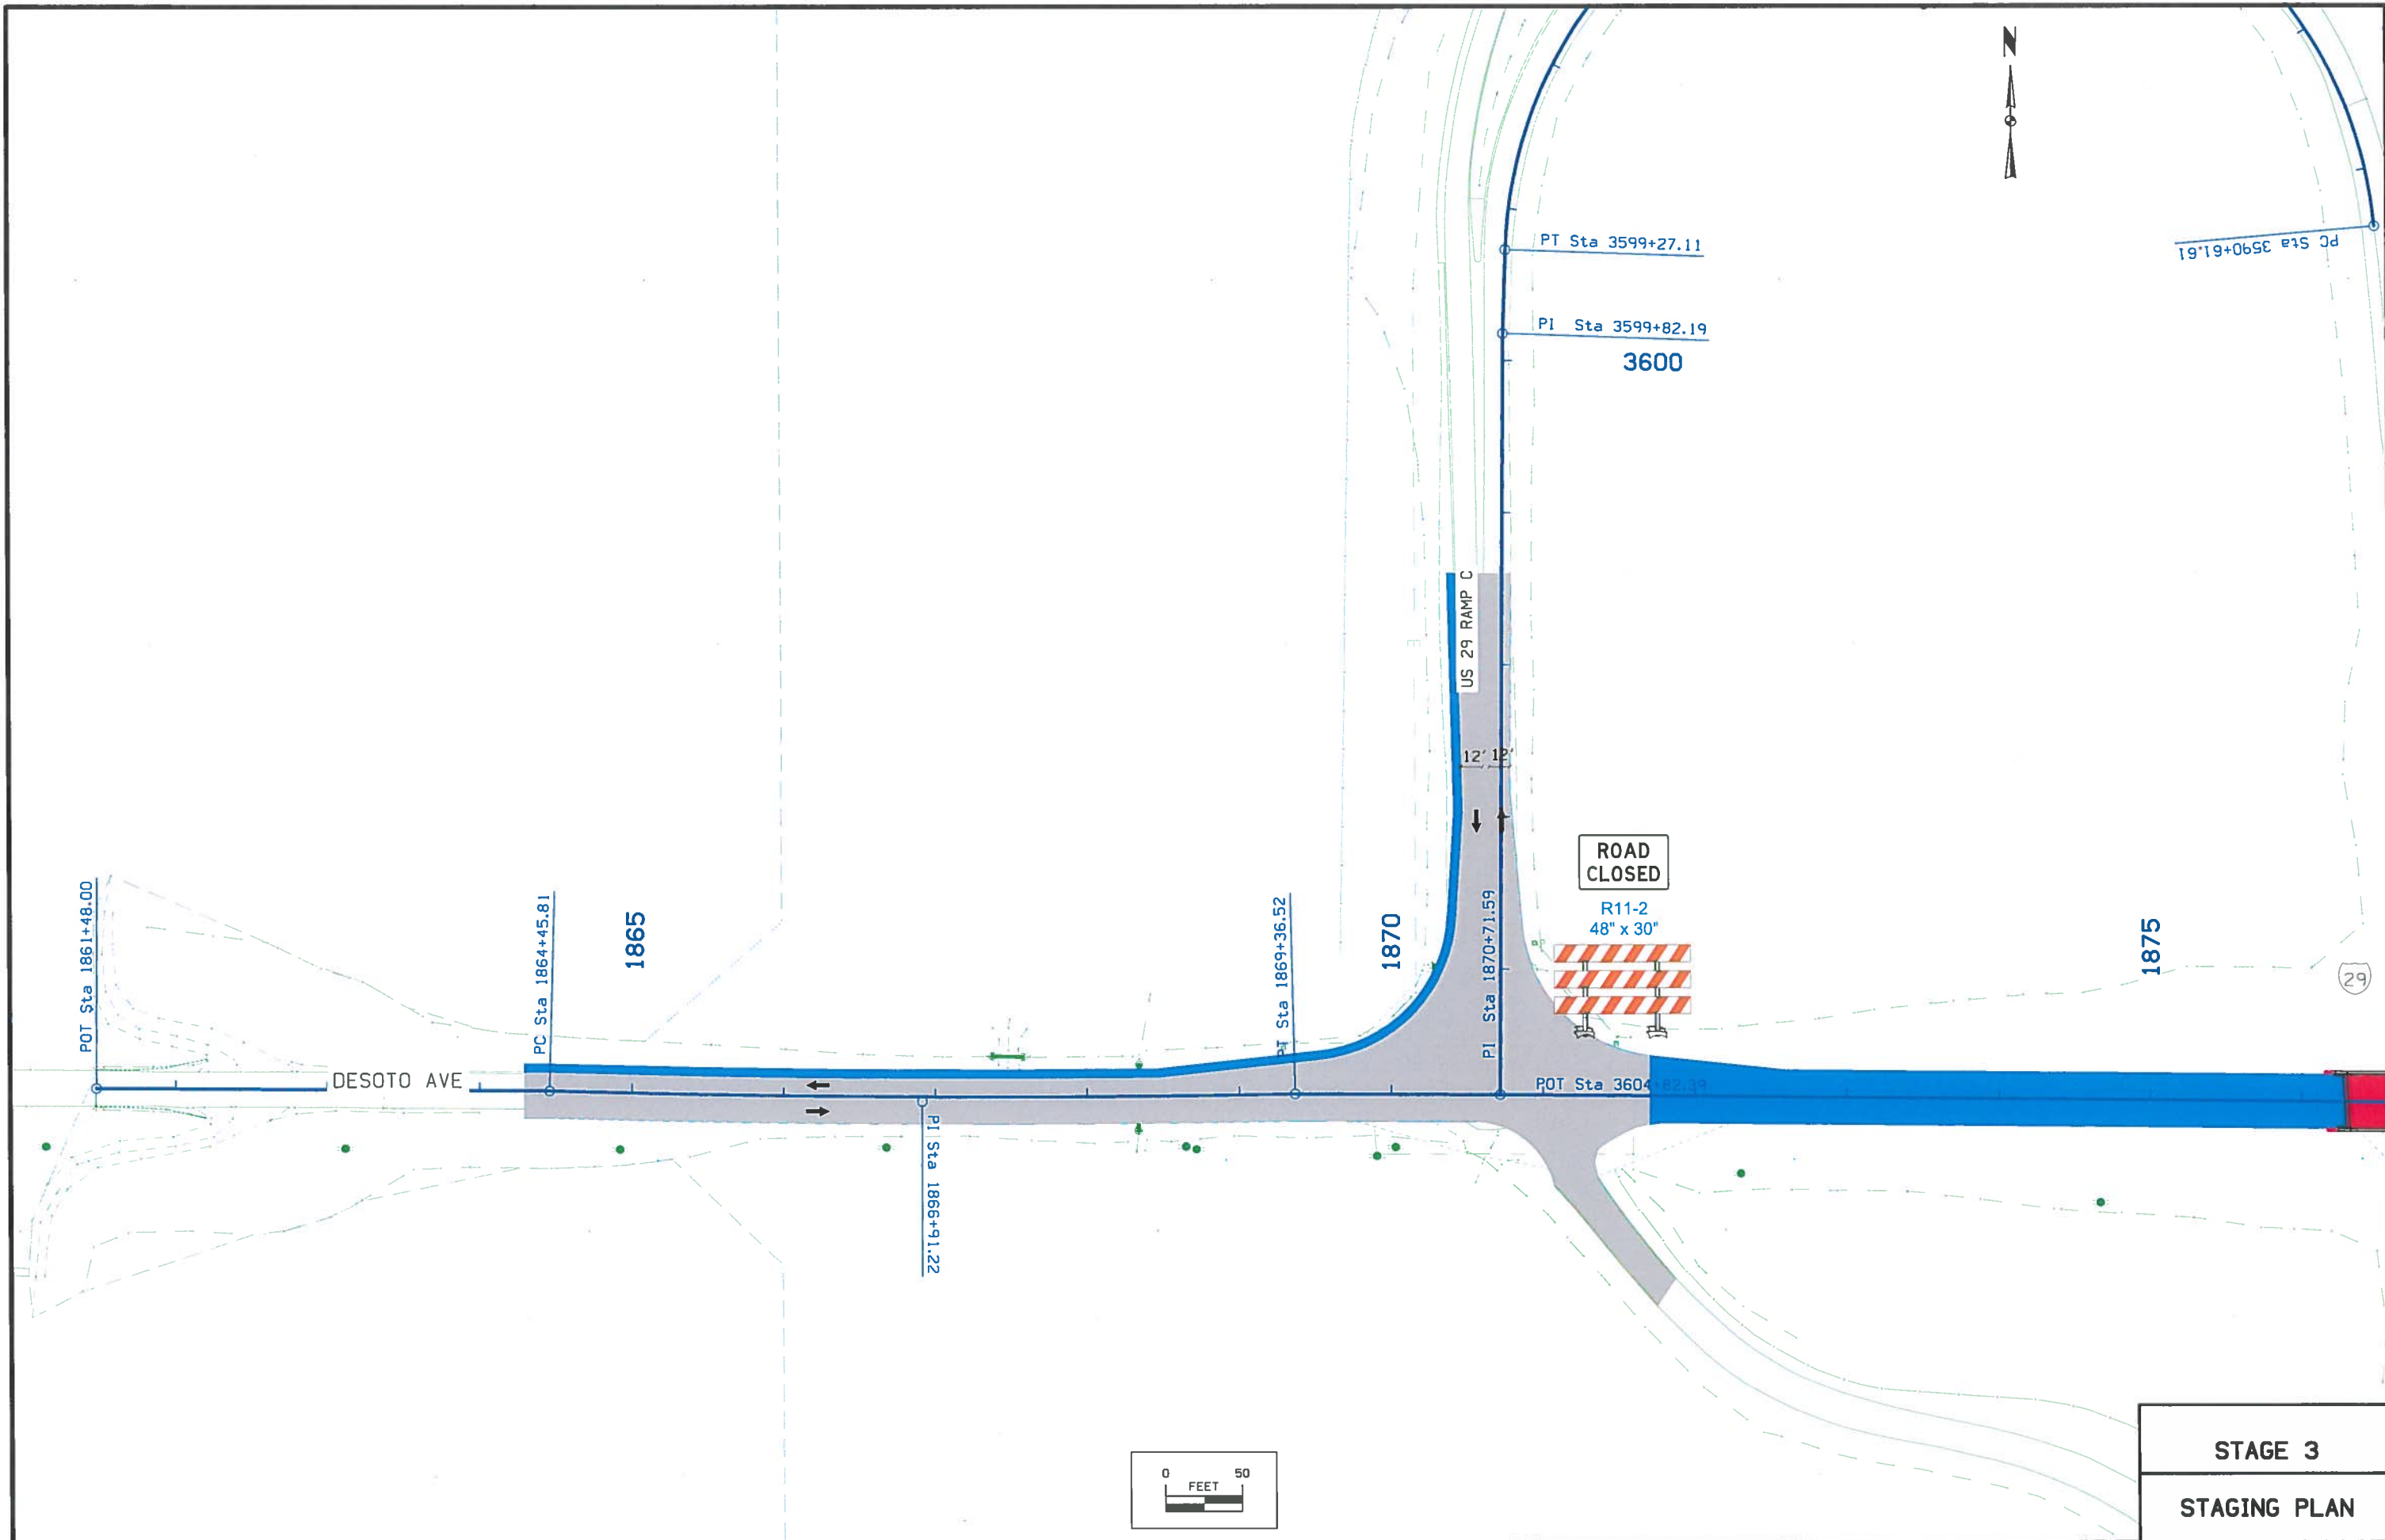 N
PT Sta 3599+27.11
PC Sta 3590+61.61
PI Sta 3599+82.19
3600
US 29 RAMP C
12' 12'
ROAD
CLOSED
R11-2
48" x 30"
POT Sta 1861+48.00
PC Sta 1864+45.81
1865
PT Sta 1869+36.52
1870
PI Sta 1870+71.59
1875
29
DESOTO AVE
POT Sta 3604+82.39
PI Sta 1866+91.22
0 50
FEET
STAGE 3
STAGING PLAN